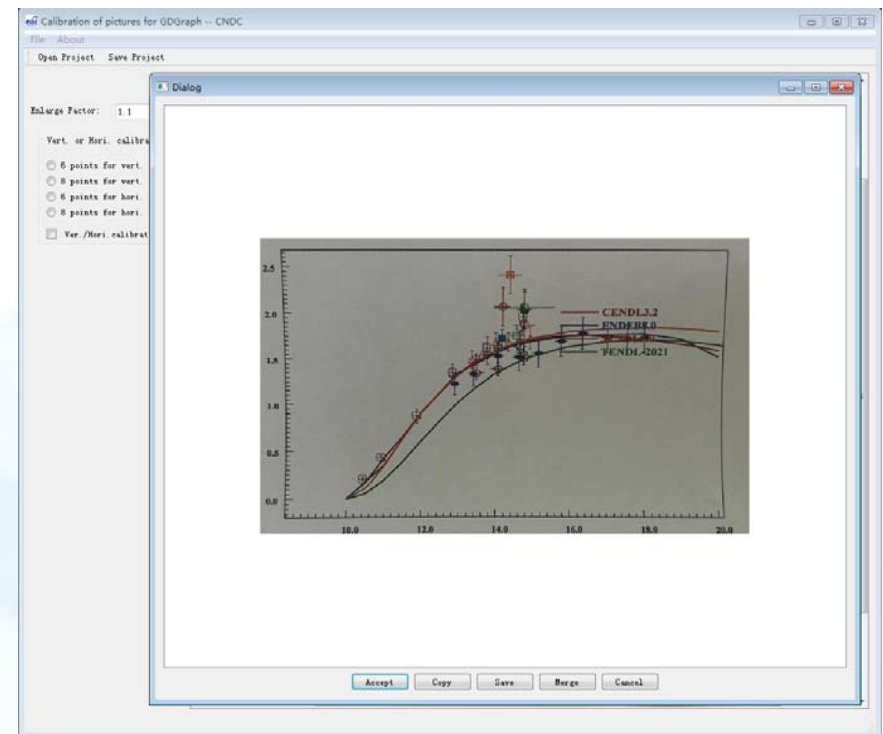 Calibration of pictures for GDGraph -- CNDC
File About
Open Project Save Project
Dialog
Enlarge Factor: 1.1
Vert. or Hori. calibra
6 points for vert.
8 points for vert.
6 points for hori.
8 points for hori.
Ver./Hori.calibrat
2.5
2.0
1.5
1.0
0.5
0.0
CENDL3.2
ENDFB8.0
FENDL-2021
10.0 12.0 14.0 16.0 18.0 20.0
Accept Copy Save Merge Cancel